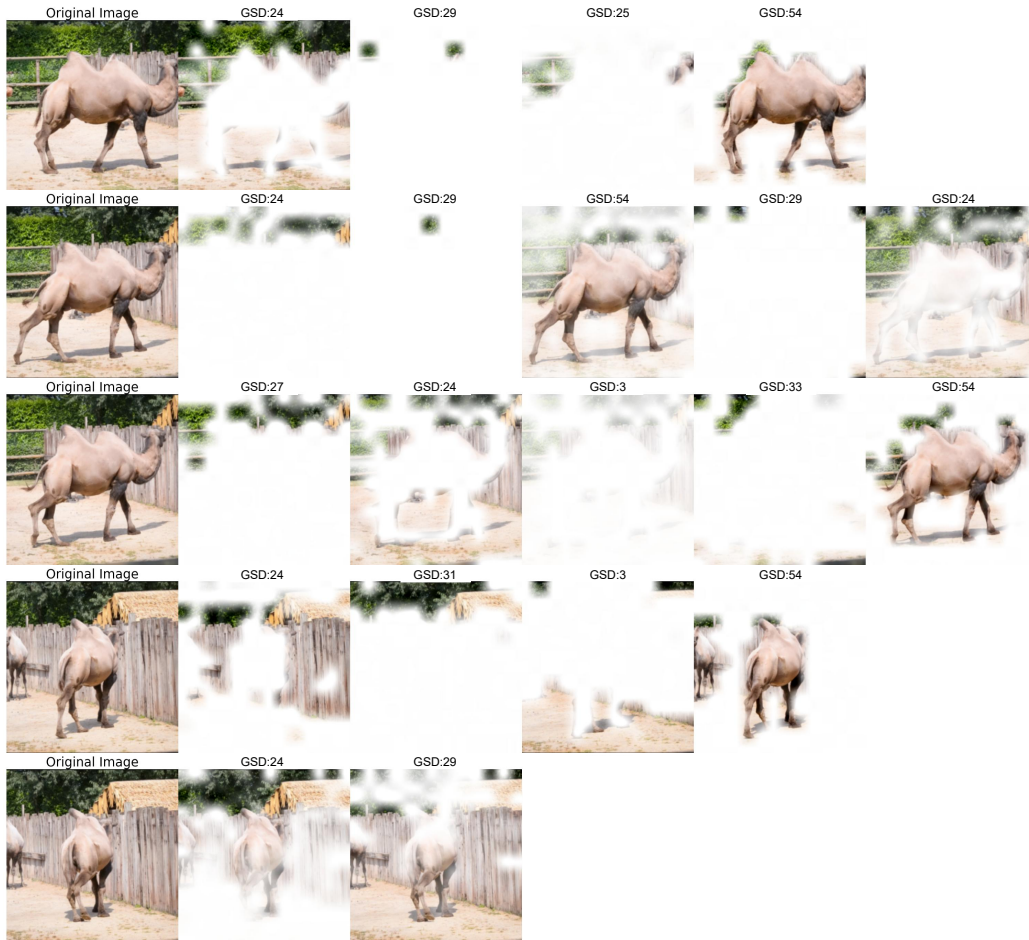 Original Image GSD:24 GSD:29 GSD:25 GSD:54
Original Image GSD:24 GSD:29 GSD:54 GSD:29 GSD:24
Original Image GSD:27 GSD:24 GSD:3 GSD:33 GSD:54
Original Image GSD:24 GSD:31 GSD:3 GSD:54
Original Image GSD:24 GSD:29